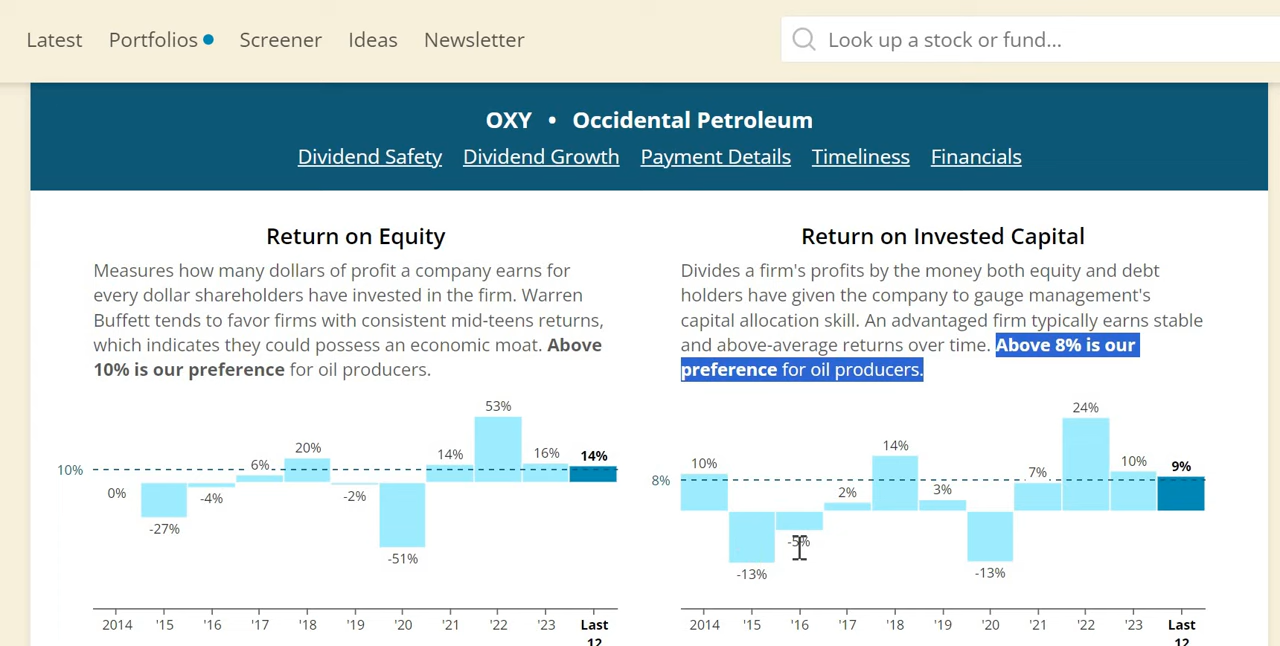 Latest Portfolios Screener Ideas Newsletter
Look up a stock or fund...
OXY • Occidental Petroleum
Dividend Safety Dividend Growth Payment Details Timeliness Financials
Return on Equity
Measures how many dollars of profit a company earns for
every dollar shareholders have invested in the firm. Warren
Buffett tends to favor firms with consistent mid-teens returns,
which indicates they could possess an economic moat. Above
10% is our preference for oil producers.
53%
20%
14%
16%
14%
6%
10%
0%
-4%
-2%
-27%
-51%
2014 '15 '16 '17 '18 '19 '20 '21 '22 '23 Last
12
Return on Invested Capital
Divides a firm's profits by the money both equity and debt
holders have given the company to gauge management's
capital allocation skill. An advantaged firm typically earns stable
and above-average returns over time. Above 8% is our
preference for oil producers.
24%
14%
10%
10%
9%
7%
8%
3%
2%
-5%
-13%
-13%
2014 '15 '16 '17 '18 '19 '20 '21 '22 '23 Last
12